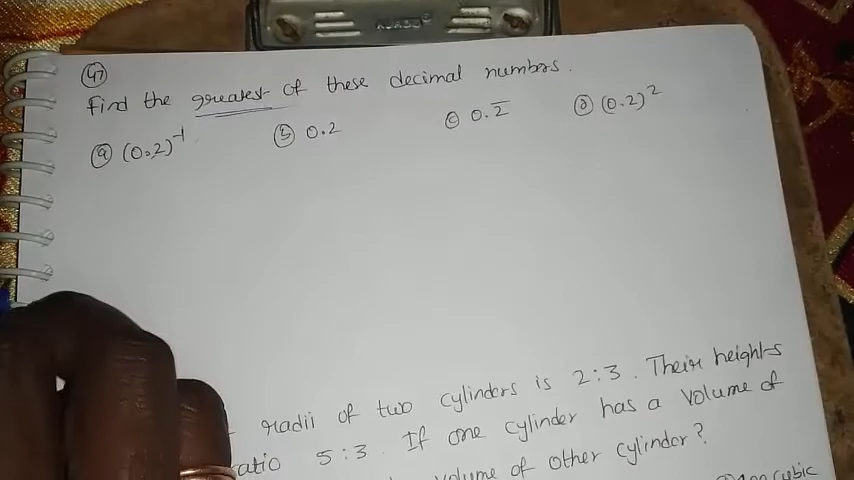 47
Find the greatest of these decimal numbers.
(a) (0.2)⁻¹ (b) 0.2 (c) 0.2̅ (d) (0.2)²
radii of two cylinders is 2:3. Their heights
atio 5:3. If one cylinder has a volume of
volume of other cylinder?
cubic